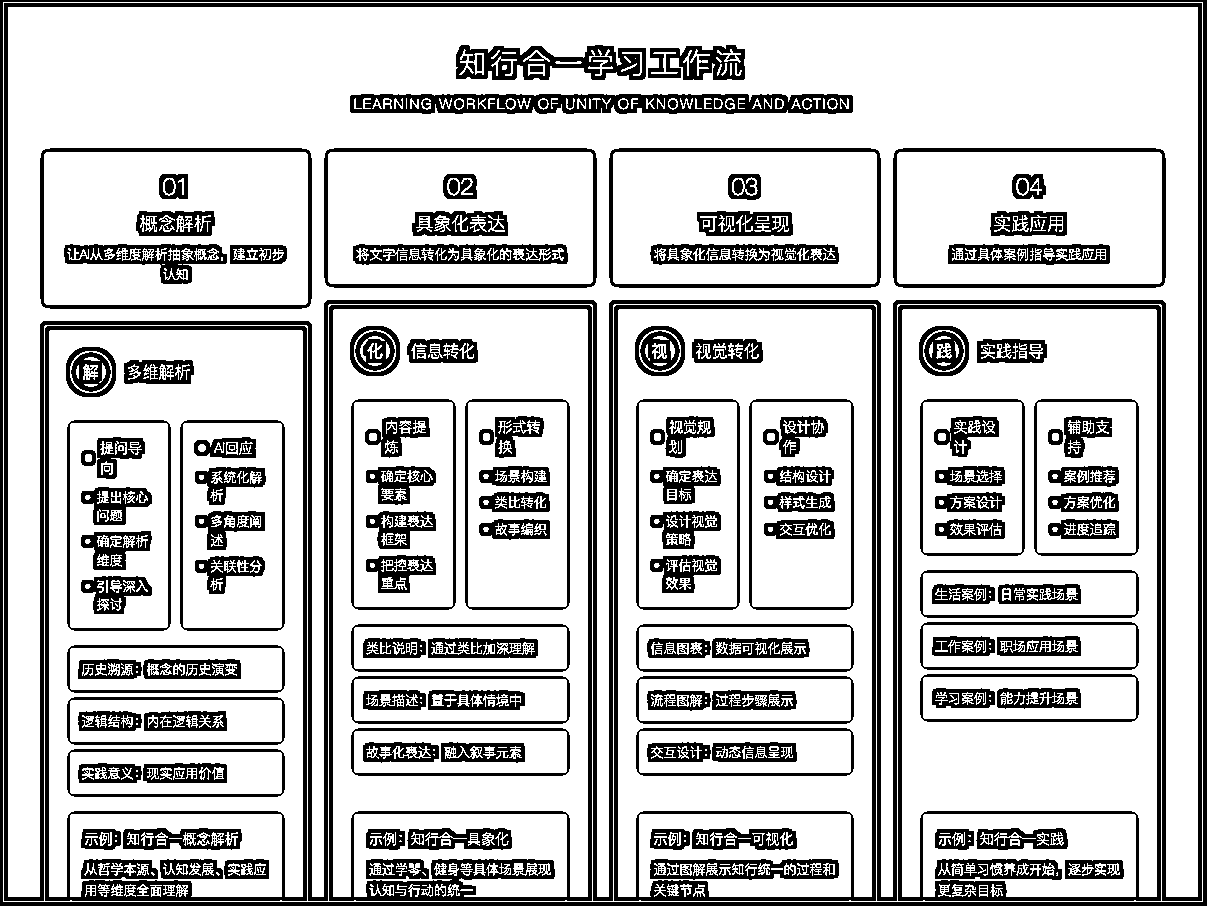 知行合一学习工作流
LEARNING WORKFLOW OF UNITY OF KNOWLEDGE AND ACTION
01
概念解析
让AI从多维度解析抽象概念，建立初步
认知
02
具象化表达
将文字信息转化为具象化的表达形式
03
可视化呈现
将具象化信息转换为视觉化表达
04
实践应用
通过具体案例指导实践应用
解
多维解析
提问导
向
提出核心
问题
确定解析
维度
引导深入
探讨
AI回应
系统化解
析
多角度阐
述
关联性分
析
历史溯源：概念的历史演变
逻辑结构：内在逻辑关系
实践意义：现实应用价值
示例：知行合一概念解析
从哲学本源、认知发展、实践应
用等维度全面理解
化
信息转化
内容提
炼
确定核心
要素
构建表达
框架
把控表达
重点
形式转
换
场景构建
类比转化
故事编织
类比说明：通过类比加深理解
场景描述：置于具体情境中
故事化表达：融入叙事元素
示例：知行合一具象化
通过学琴、健身等具体场景展现
认知与行动的统一
视
视觉转化
视觉规
划
确定表达
目标
设计视觉
策略
评估视觉
效果
设计协
作
结构设计
样式生成
交互优化
信息图表：数据可视化展示
流程图解：过程步骤展示
交互设计：动态信息呈现
示例：知行合一可视化
通过图解展示知行统一的过程和
关键节点
践
实践指导
实践设
计
场景选择
方案设计
效果评估
辅助支
持
案例推荐
方案优化
进度追踪
生活案例：日常实践场景
工作案例：职场应用场景
学习案例：能力提升场景
示例：知行合一实践
从简单习惯养成开始，逐步实现
更复杂目标